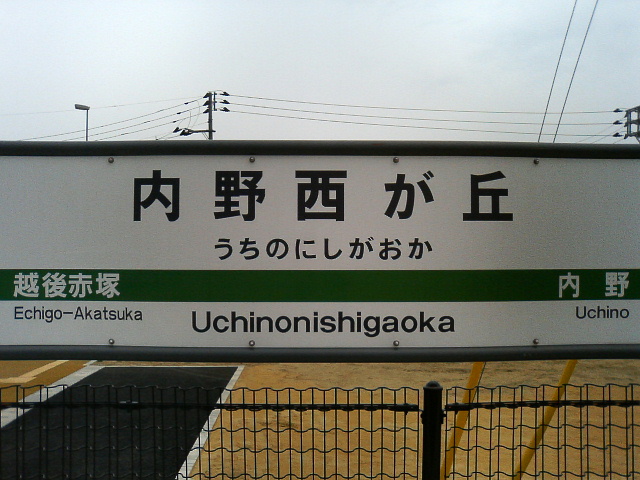 内野西が丘
うちのにしがおか
越後赤塚 内野
Echigo-Akatsuka Uchinonishigaoka Uchino